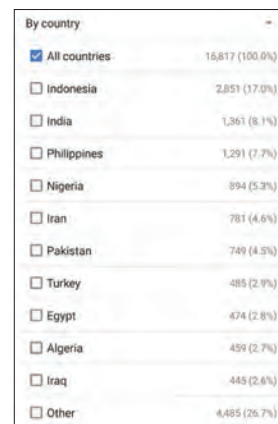 By country
All countries 16,817 (100.0%)
Indonesia 2,851 (17.0%)
India 1,361 (8.1%)
Philippines 1,291 (7.7%)
Nigeria 894 (5.3%)
Iran 781 (4.6%)
Pakistan 749 (4.5%)
Turkey 485 (2.9%)
Egypt 474 (2.8%)
Algeria 459 (2.7%)
Iraq 445 (2.6%)
Other 4,485 (26.7%)